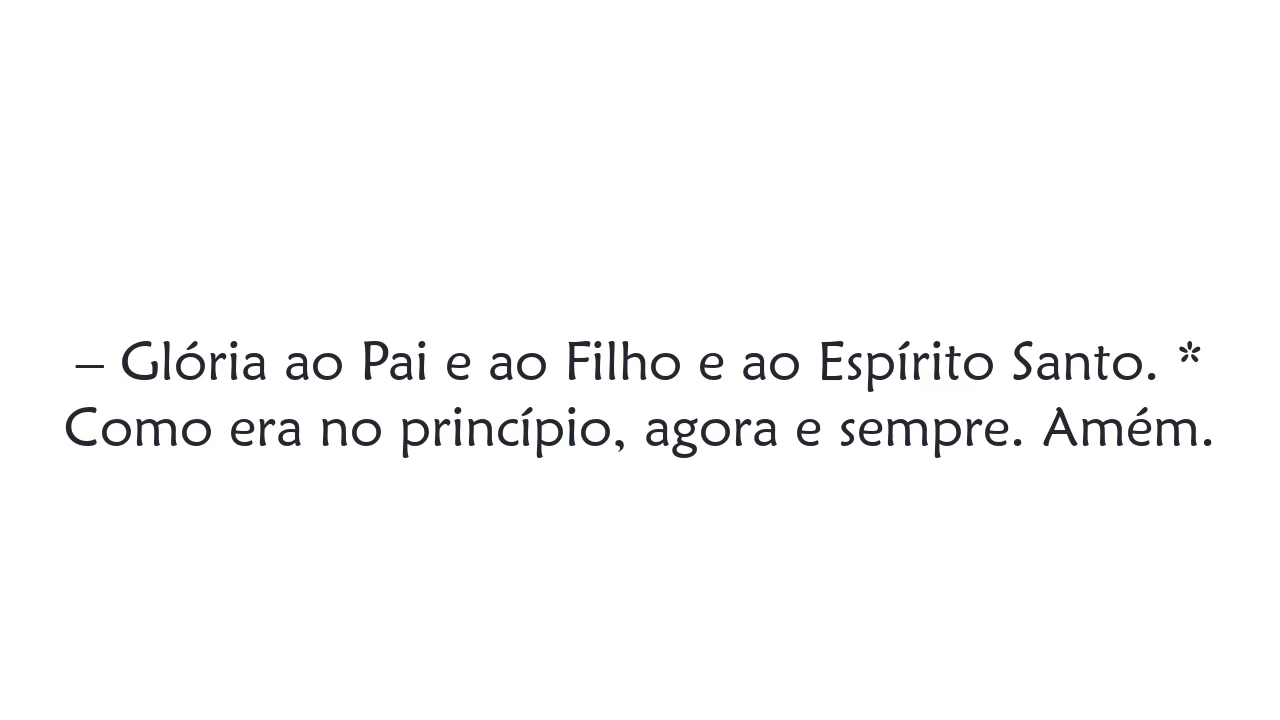 – Glória ao Pai e ao Filho e ao Espírito Santo. *
Como era no princípio, agora e sempre. Amém.